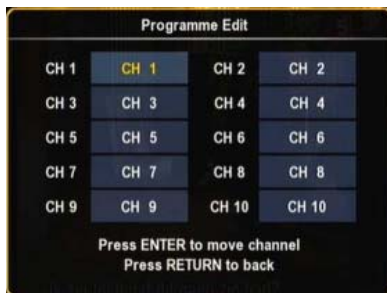 Programme Edit
CH 1 CH 1 CH 2 CH 2
CH 3 CH 3 CH 4 CH 4
CH 5 CH 5 CH 6 CH 6
CH 7 CH 7 CH 8 CH 8
CH 9 CH 9 CH 10 CH 10
Press ENTER to move channel
Press RETURN to back